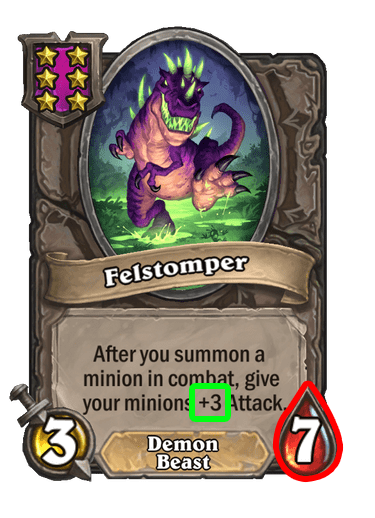 Felstomper
After you summon a
minion in combat, give
your minions +3 Attack.
3
Demon
Beast
7